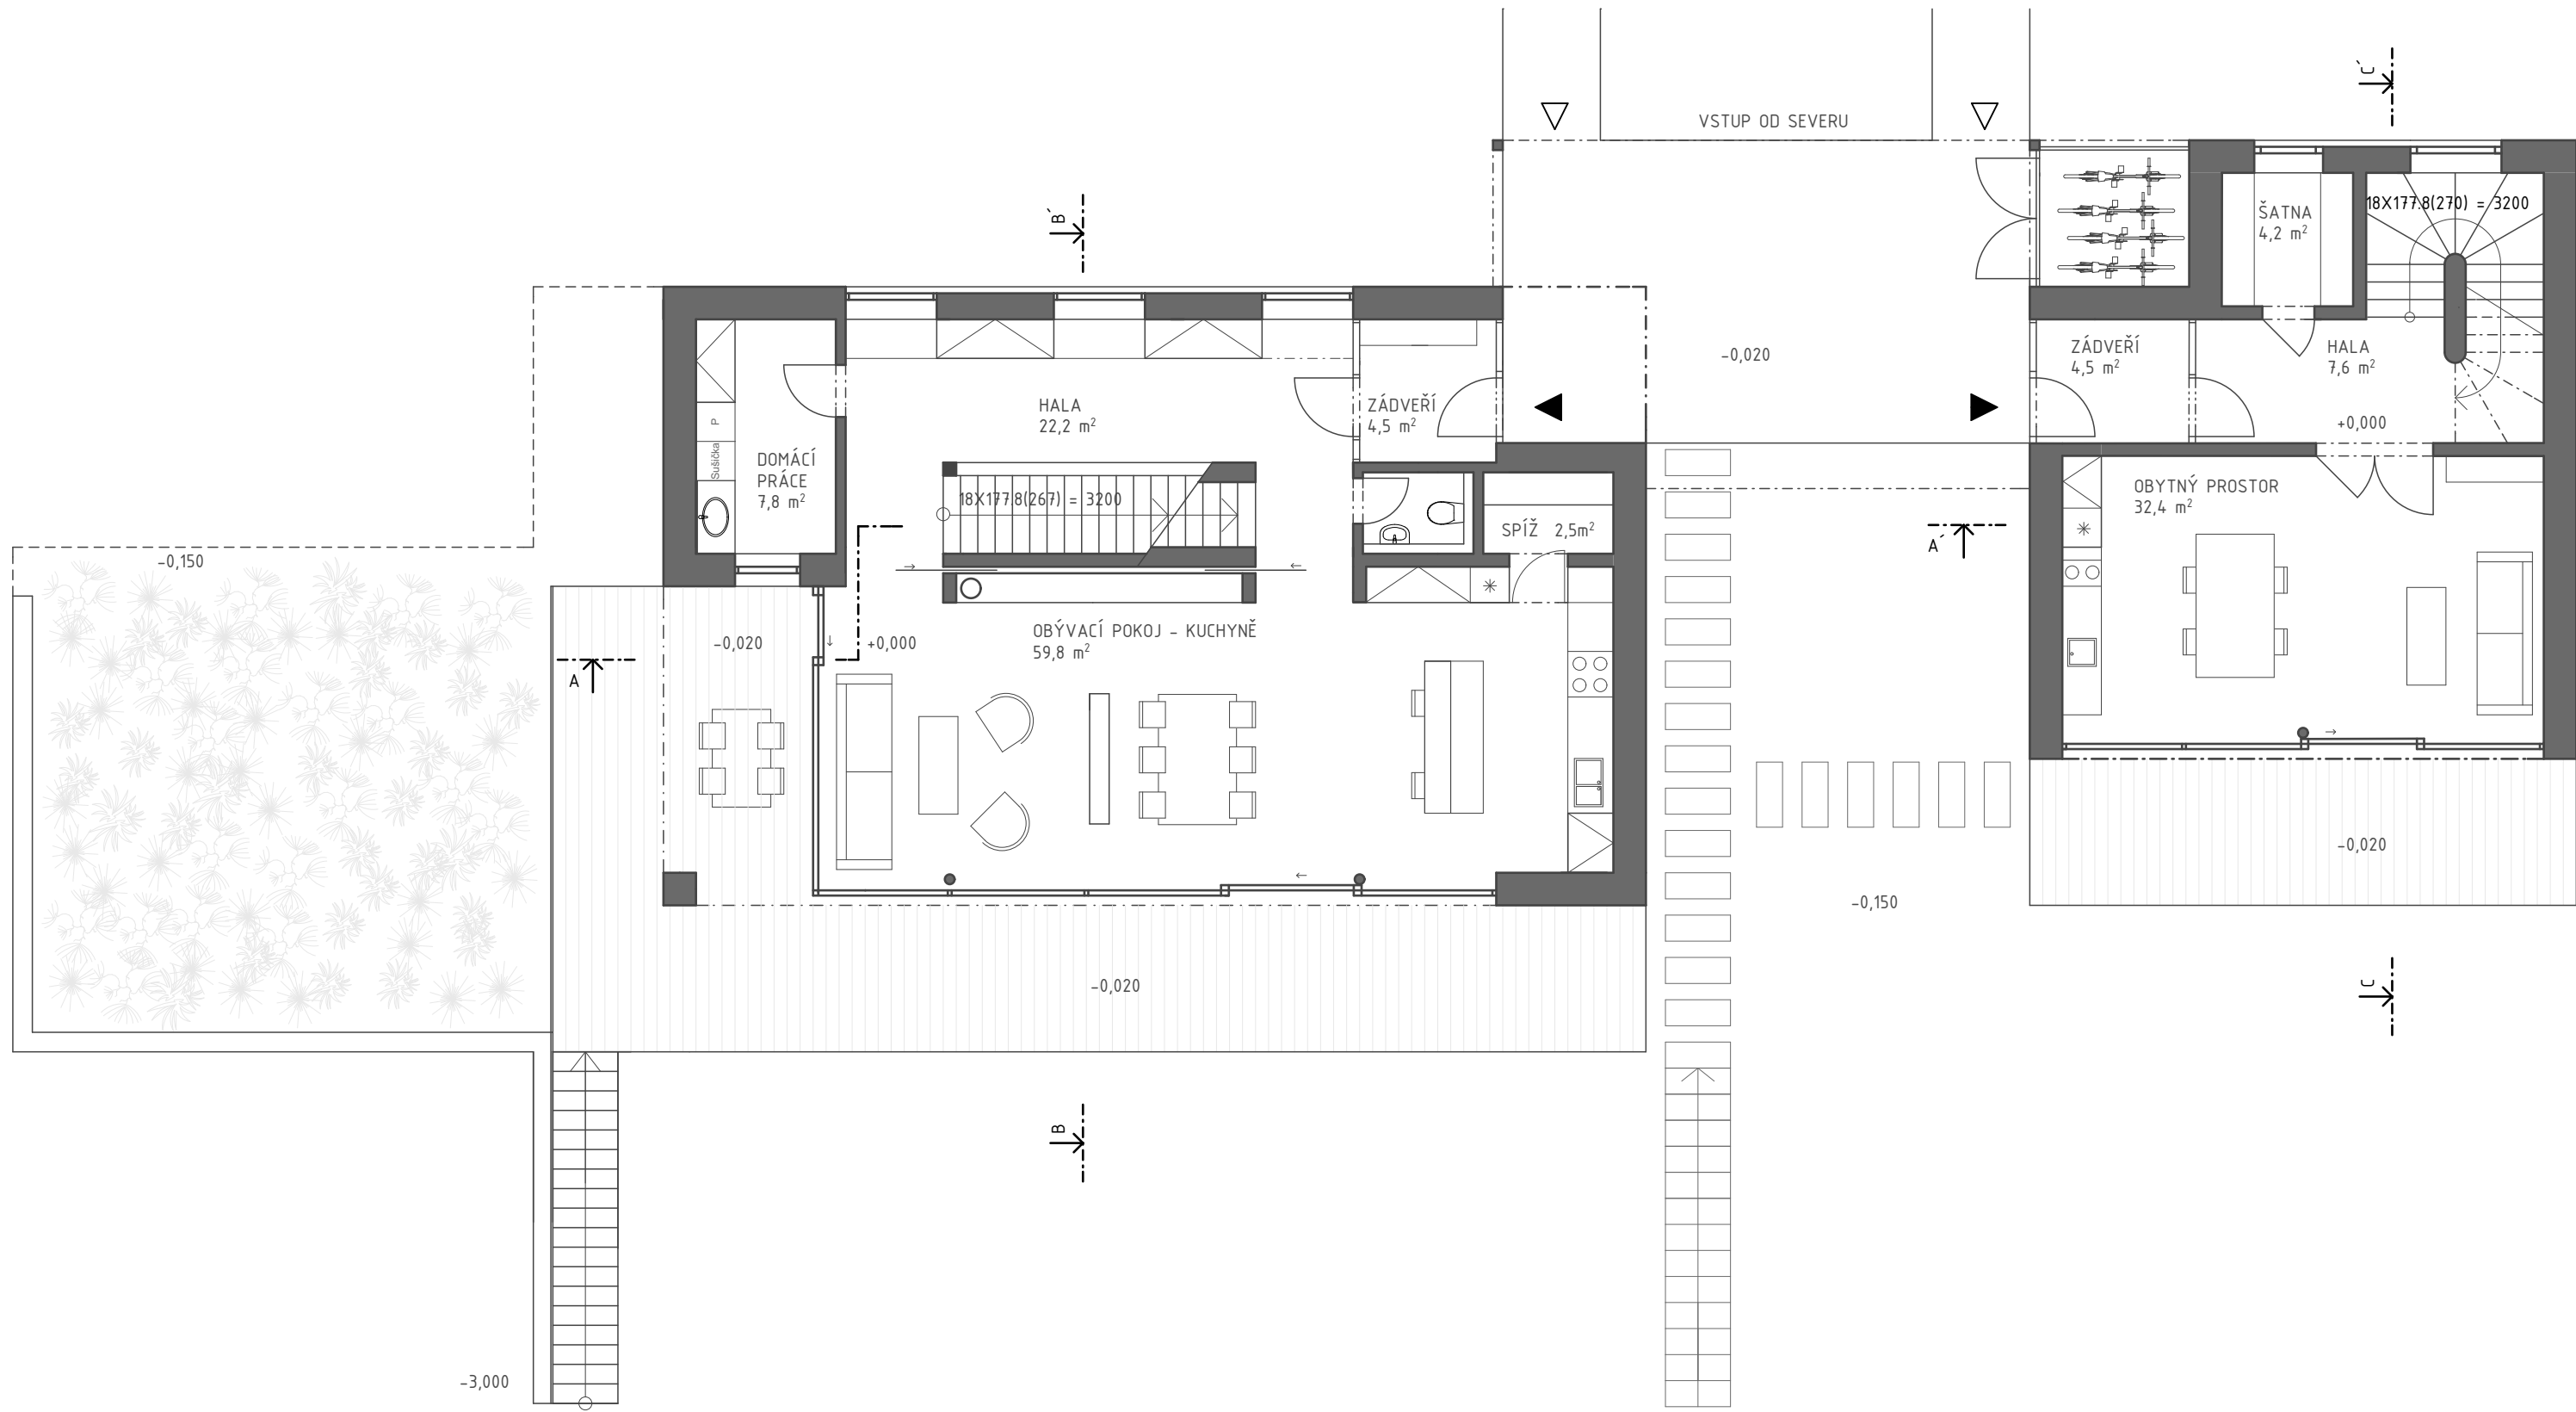 C´
VSTUP OD SEVERU
B´
18X177.8(270) = 3200
ŠATNA
4,2 m²
ZÁDVEŘÍ
4,5 m²
HALA
7,6 m²
-0,020
+0,000
HALA
22,2 m²
ZÁDVEŘÍ
4,5 m²
P
Sušička
DOMÁCÍ
PRÁCE
7,8 m²
18X177.8(267) = 3200
SPÍŽ 2,5m²
OBYTNÝ PROSTOR
32,4 m²
A´
-0,150
-0,020
+0,000
OBÝVACÍ POKOJ - KUCHYNĚ
59,8 m²
A
-0,020
-0,150
-0,020
C
B
-3,000